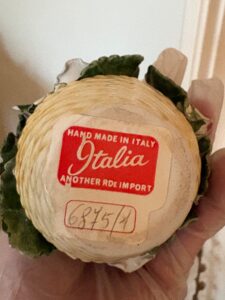 HAND MADE IN ITALY
Italia
ANOTHER RDE IMPORT
6875/1